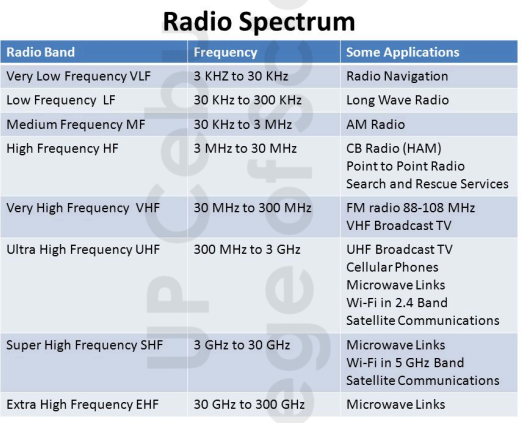 Radio Spectrum
Radio Band Frequency Some Applications
Very Low Frequency VLF 3 KHZ to 30 KHz Radio Navigation
Low Frequency LF 30 KHz to 300 KHz Long Wave Radio
Medium Frequency MF 30 KHz to 3 MHz AM Radio
High Frequency HF 3 MHz to 30 MHz CB Radio (HAM)
Point to Point Radio
Search and Rescue Services
Very High Frequency VHF 30 MHz to 300 MHz FM radio 88-108 MHz
VHF Broadcast TV
Ultra High Frequency UHF 300 MHz to 3 GHz UHF Broadcast TV
Cellular Phones
Microwave Links
Wi-Fi in 2.4 Band
Satellite Communications
Super High Frequency SHF 3 GHz to 30 GHz Microwave Links
Wi-Fi in 5 GHz Band
Satellite Communications
Extra High Frequency EHF 30 GHz to 300 GHz Microwave Links
UP Cebu
ege of Sc